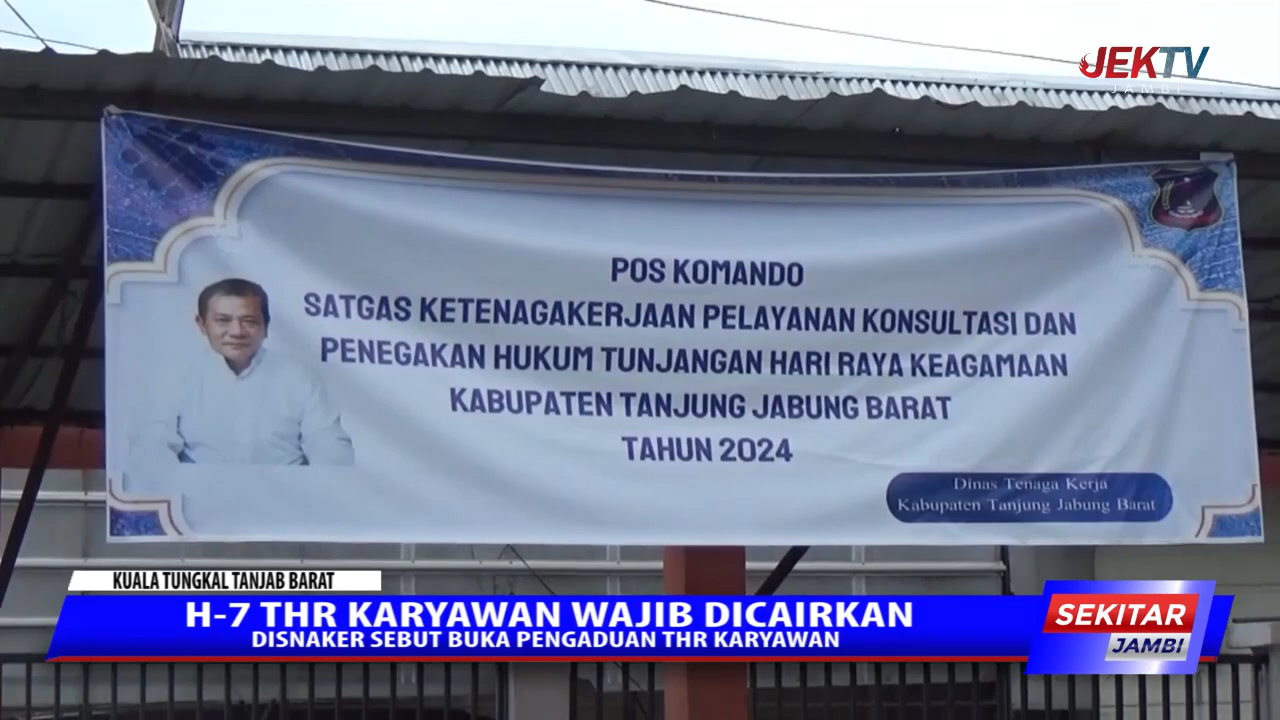 JEKTV
JAMBI
POS KOMANDO
SATGAS KETENAGAKERJAAN PELAYANAN KONSULTASI DAN
PENEGAKAN HUKUM TUNJANGAN HARI RAYA KEAGAMAAN
KABUPATEN TANJUNG JABUNG BARAT
TAHUN 2024
Dinas Tenaga Kerja
Kabupaten Tanjung Jabung Barat
KUALA TUNGKAL TANJAB BARAT
H-7 THR KARYAWAN WAJIB DICAIRKAN
DISNAKER SEBUT BUKA PENGADUAN THR KARYAWAN
SEKITAR
JAMBI